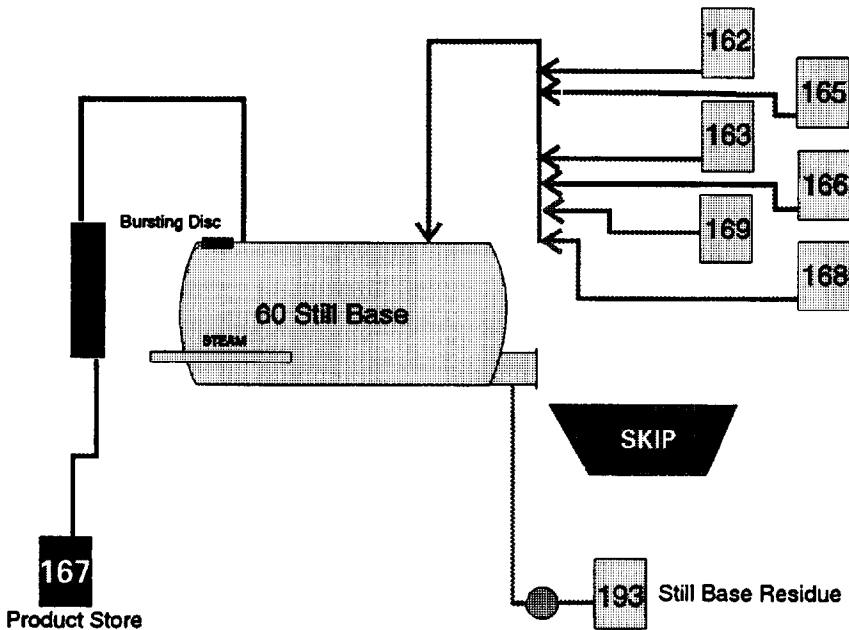 162
165
163
166
169
168
Bursting Disc
60 Still Base
STEAM
SKIP
167
Product Store
193
Still Base Residue